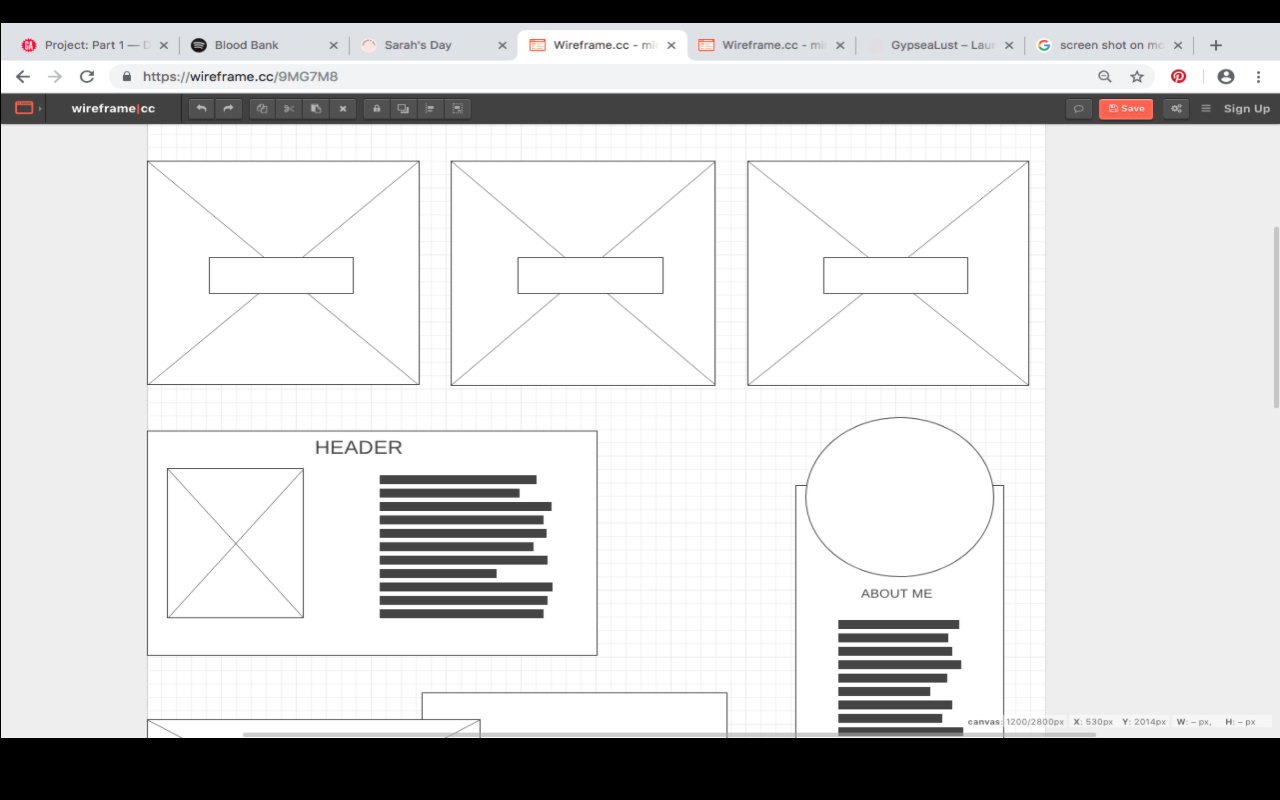 Project: Part 1 — D
Blood Bank
Sarah's Day
Wireframe.cc - mi
Wireframe.cc - mi
GypseaLust – Laur
screen shot on mc
https://wireframe.cc/9MG7M8
wireframe|cc
Save
Sign Up
HEADER
ABOUT ME
canvas: 1200/2800px X: 530px Y: 2014px W: – px, H: – px